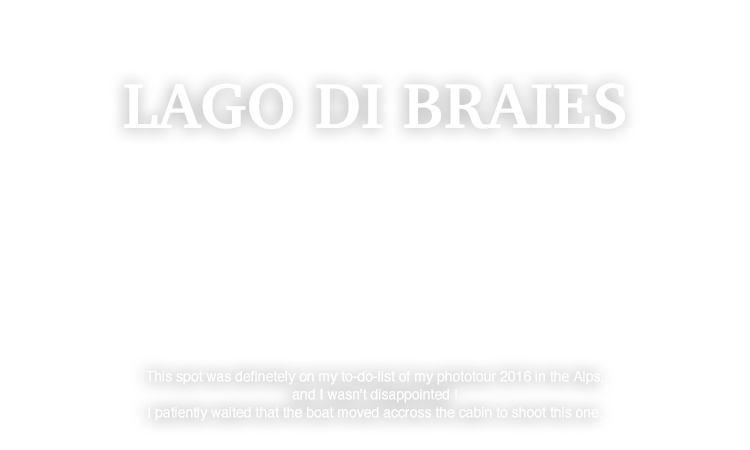 LAGO DI BRAIES
This spot was definetely on my to-do-list of my phototour 2016 in the Alps,
and I wasn't disappointed !
I patiently waited that the boat moved accross the cabin to shoot this one.